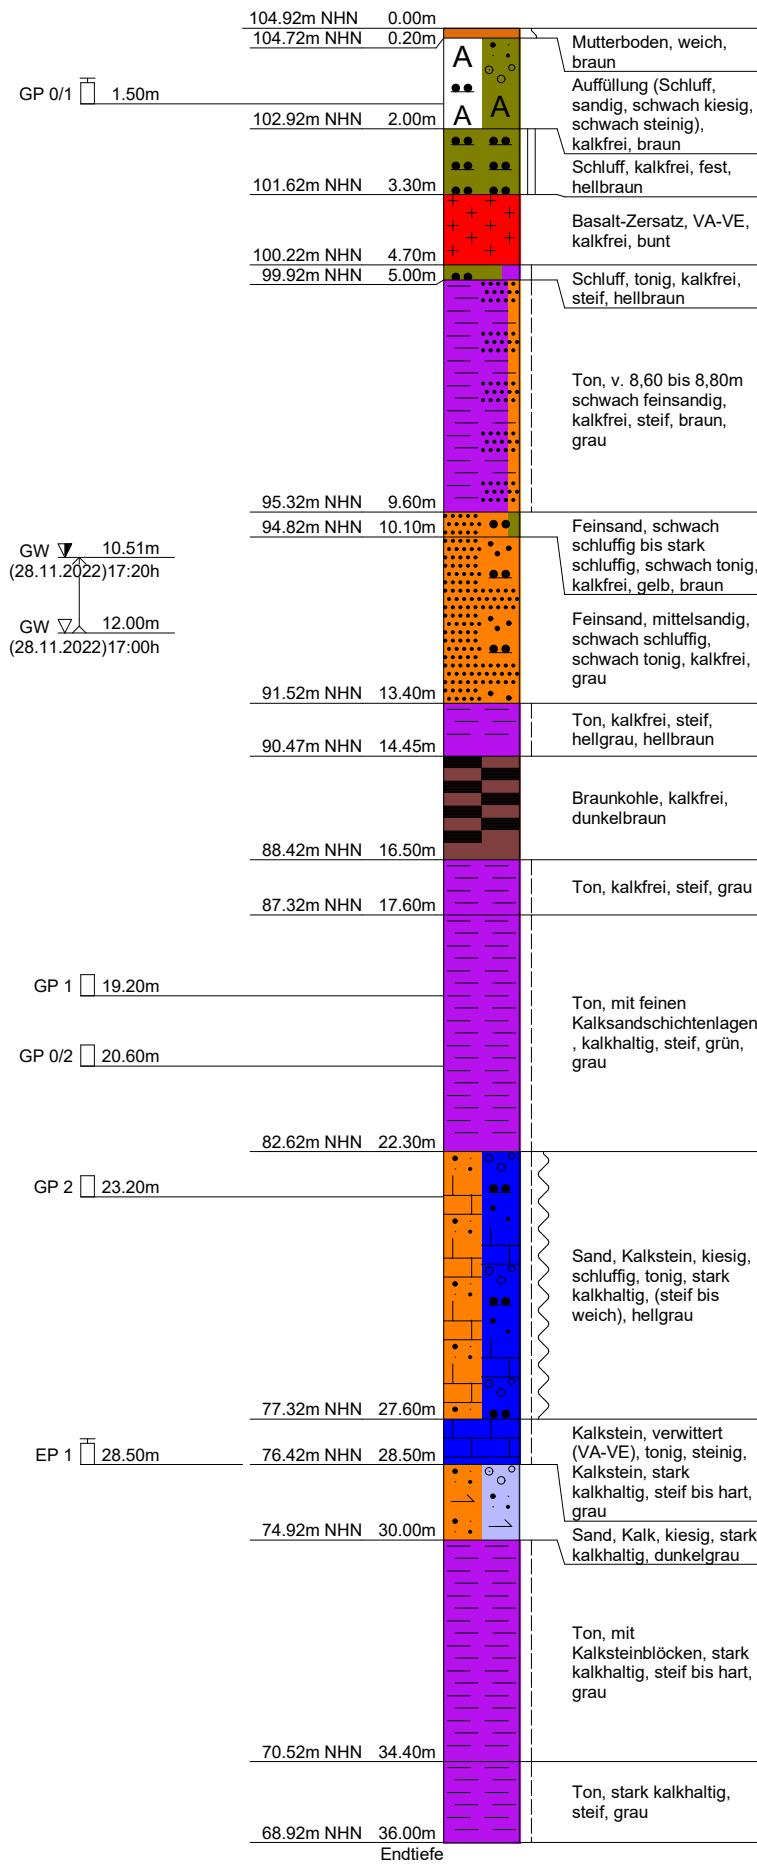 104.92m NHN 0.00m
104.72m NHN 0.20m
Mutterboden, weich,
braun
A
A
A
GP 0/1 1.50m
Auffüllung (Schluff,
sandig, schwach kiesig,
schwach steinig),
kalkfrei, braun
102.92m NHN 2.00m
Schluff, kalkfrei, fest,
hellbraun
101.62m NHN 3.30m
Basalt-Zersatz, VA-VE,
kalkfrei, bunt
100.22m NHN 4.70m
99.92m NHN 5.00m
Schluff, tonig, kalkfrei,
steif, hellbraun
Ton, v. 8,60 bis 8,80m
schwach feinsandig,
kalkfrei, steif, braun,
grau
95.32m NHN 9.60m
94.82m NHN 10.10m
Feinsand, schwach
schluffig bis stark
schluffig, schwach tonig,
kalkfrei, gelb, braun
GW 10.51m
(28.11.2022)17:20h
GW 12.00m
(28.11.2022)17:00h
Feinsand, mittelsandig,
schwach schluffig,
schwach tonig, kalkfrei,
grau
91.52m NHN 13.40m
Ton, kalkfrei, steif,
hellgrau, hellbraun
90.47m NHN 14.45m
Braunkohle, kalkfrei,
dunkelbraun
88.42m NHN 16.50m
Ton, kalkfrei, steif, grau
87.32m NHN 17.60m
GP 1 19.20m
Ton, mit feinen
Kalksandschichtenlagen
, kalkhaltig, steif, grün,
grau
GP 0/2 20.60m
82.62m NHN 22.30m
GP 2 23.20m
Sand, Kalkstein, kiesig,
schluffig, tonig, stark
kalkhaltig, (steif bis
weich), hellgrau
77.32m NHN 27.60m
Kalkstein, verwittert
(VA-VE), tonig, steinig,
Kalkstein, stark
kalkhaltig, steif bis hart,
grau
EP 1 28.50m
76.42m NHN 28.50m
74.92m NHN 30.00m
Sand, Kalk, kiesig, stark
kalkhaltig, dunkelgrau
Ton, mit
Kalksteinblöcken, stark
kalkhaltig, steif bis hart,
grau
70.52m NHN 34.40m
Ton, stark kalkhaltig,
steif, grau
68.92m NHN 36.00m
Endtiefe